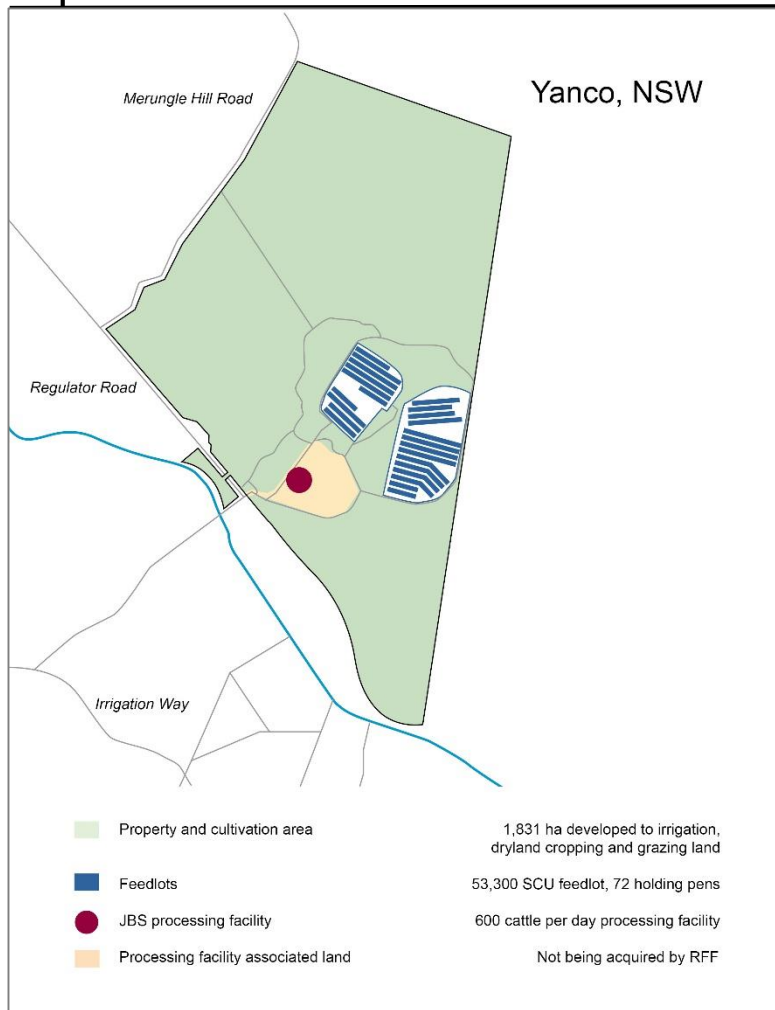 Merungle Hill Road
Yanco, NSW
Regulator Road
Irrigation Way
Property and cultivation area
1,831 ha developed to irrigation,
dryland cropping and grazing land
Feedlots
53,300 SCU feedlot, 72 holding pens
JBS processing facility
600 cattle per day processing facility
Processing facility associated land
Not being acquired by RFF